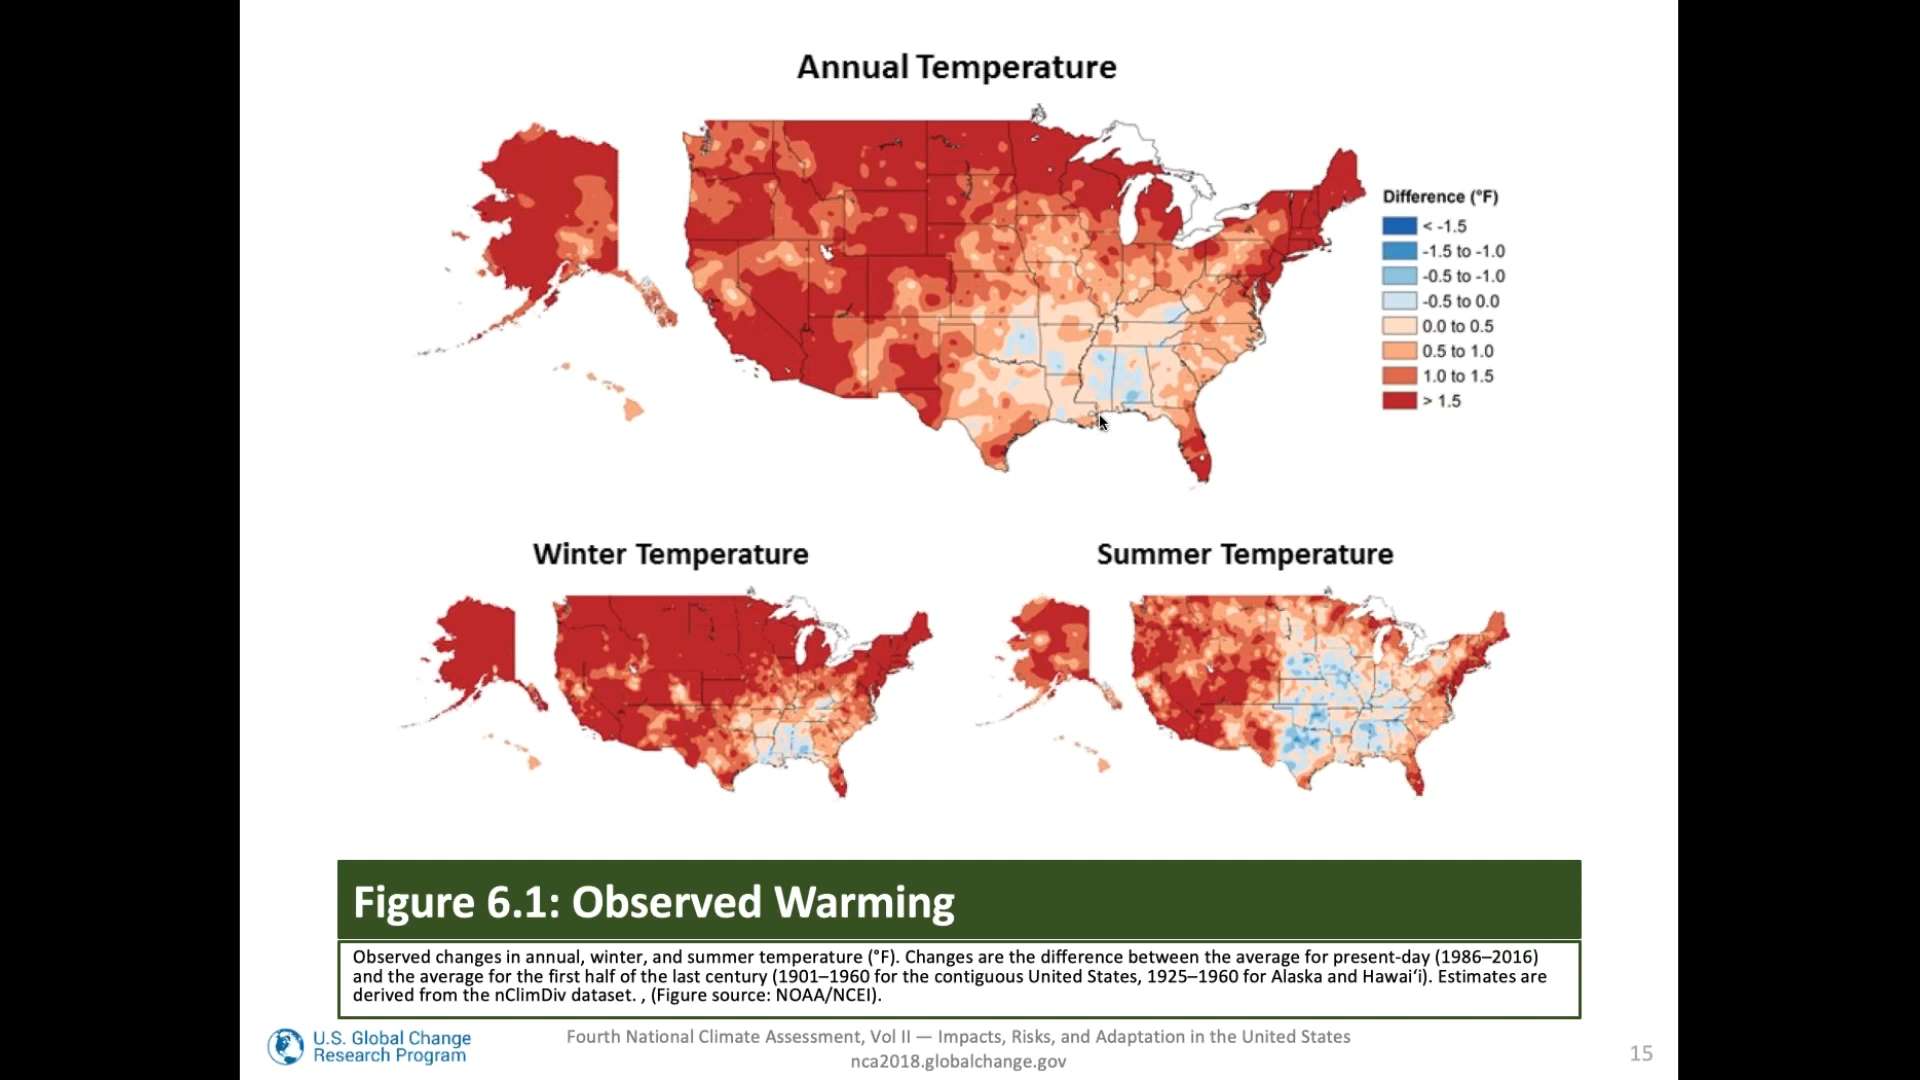 Annual Temperature
Difference (°F)
< -1.5
-1.5 to -1.0
-0.5 to -1.0
-0.5 to 0.0
0.0 to 0.5
0.5 to 1.0
1.0 to 1.5
> 1.5
Winter Temperature
Summer Temperature
Figure 6.1: Observed Warming
Observed changes in annual, winter, and summer temperature (°F). Changes are the difference between the average for present-day (1986–2016)
and the average for the first half of the last century (1901–1960 for the contiguous United States, 1925–1960 for Alaska and Hawaiʻi). Estimates are
derived from the nClimDiv dataset. , (Figure source: NOAA/NCEI).
U.S. Global Change
Research Program
Fourth National Climate Assessment, Vol II — Impacts, Risks, and Adaptation in the United States
nca2018.globalchange.gov
15